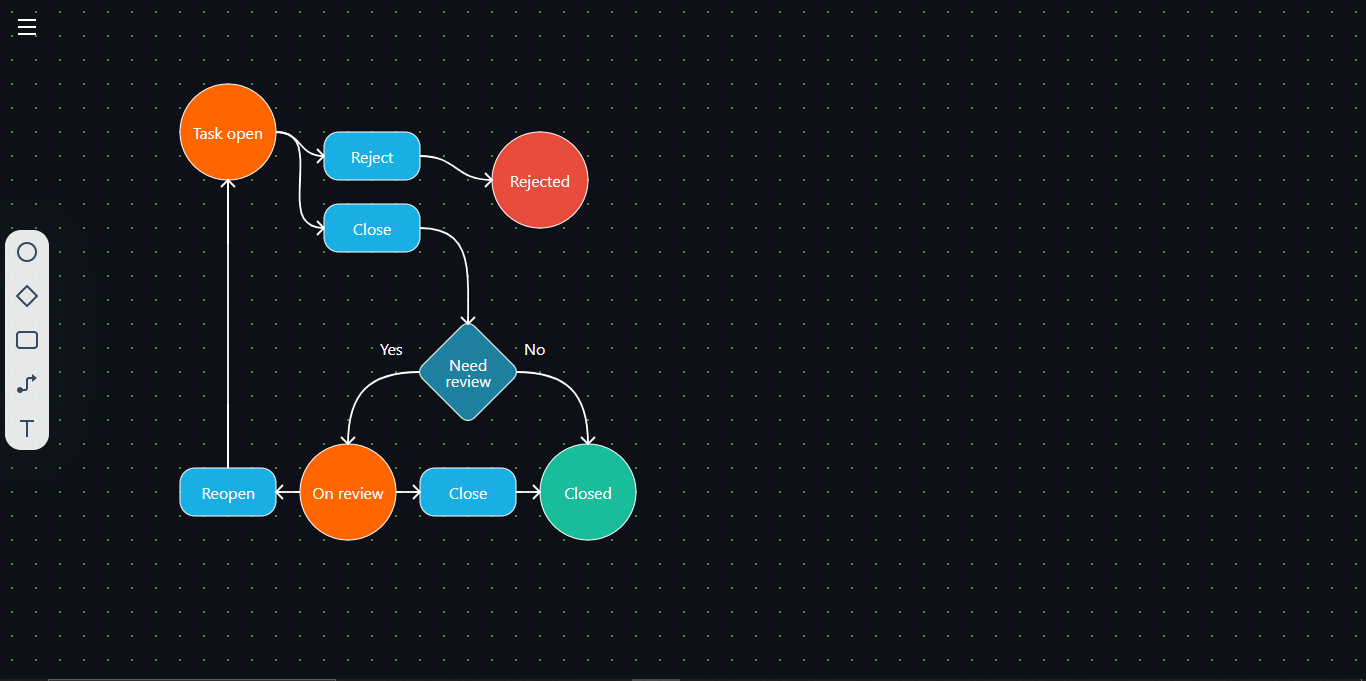 Task open
Reject
Rejected
Close
Yes
No
Need
review
Reopen
On review
Close
Closed